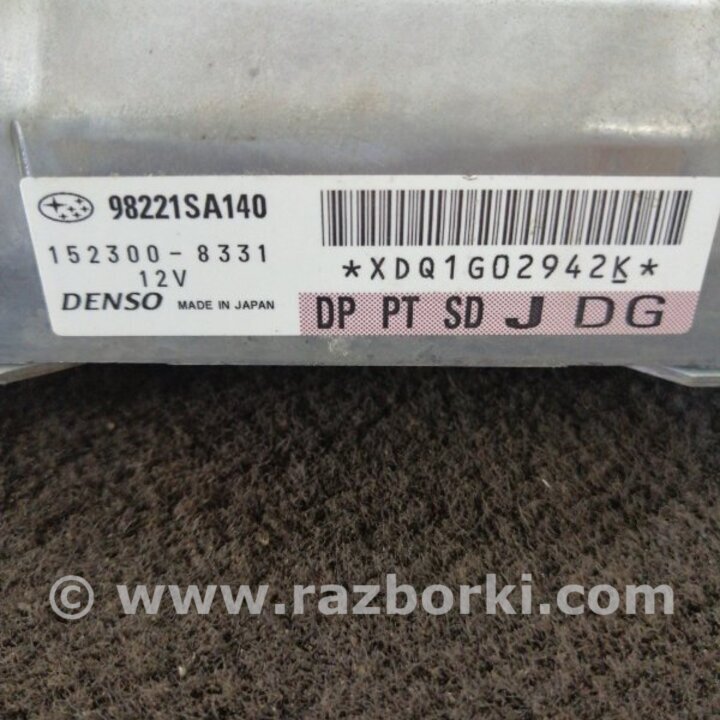 98221SA140
152300-8331
12V
DENSO MADE IN JAPAN
*XDQ1G02942K*
DP PT SD J DG
© www.razborki.com